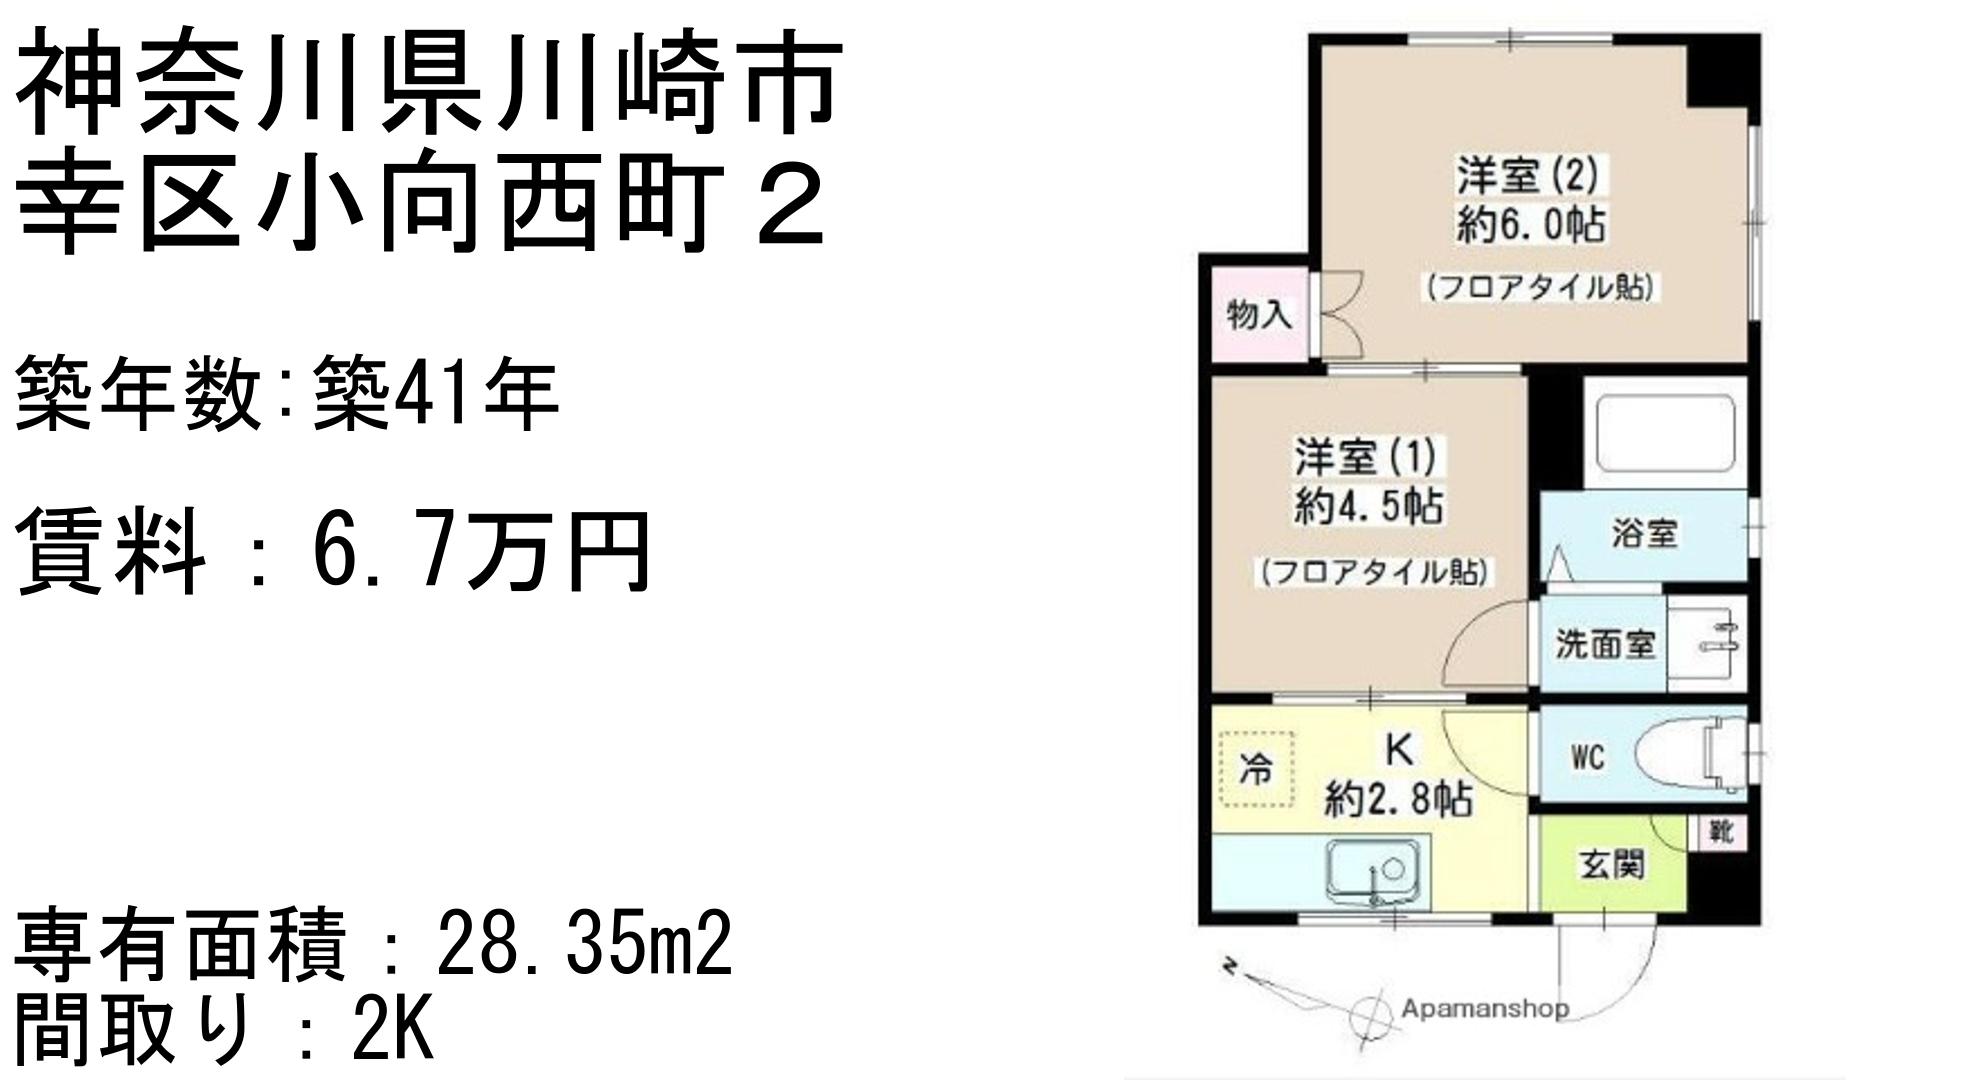 神奈川県川崎市
幸区小向西町２
築年数:築41年
賃料：6.7万円
専有面積：28.35m2
間取り：2K
洋室(2)
約6.0帖
(フロアタイル貼)
物入
洋室(1)
約4.5帖
(フロアタイル貼)
浴室
洗面室
K
約2.8帖
冷
WC
靴
玄関
N
Apamanshop